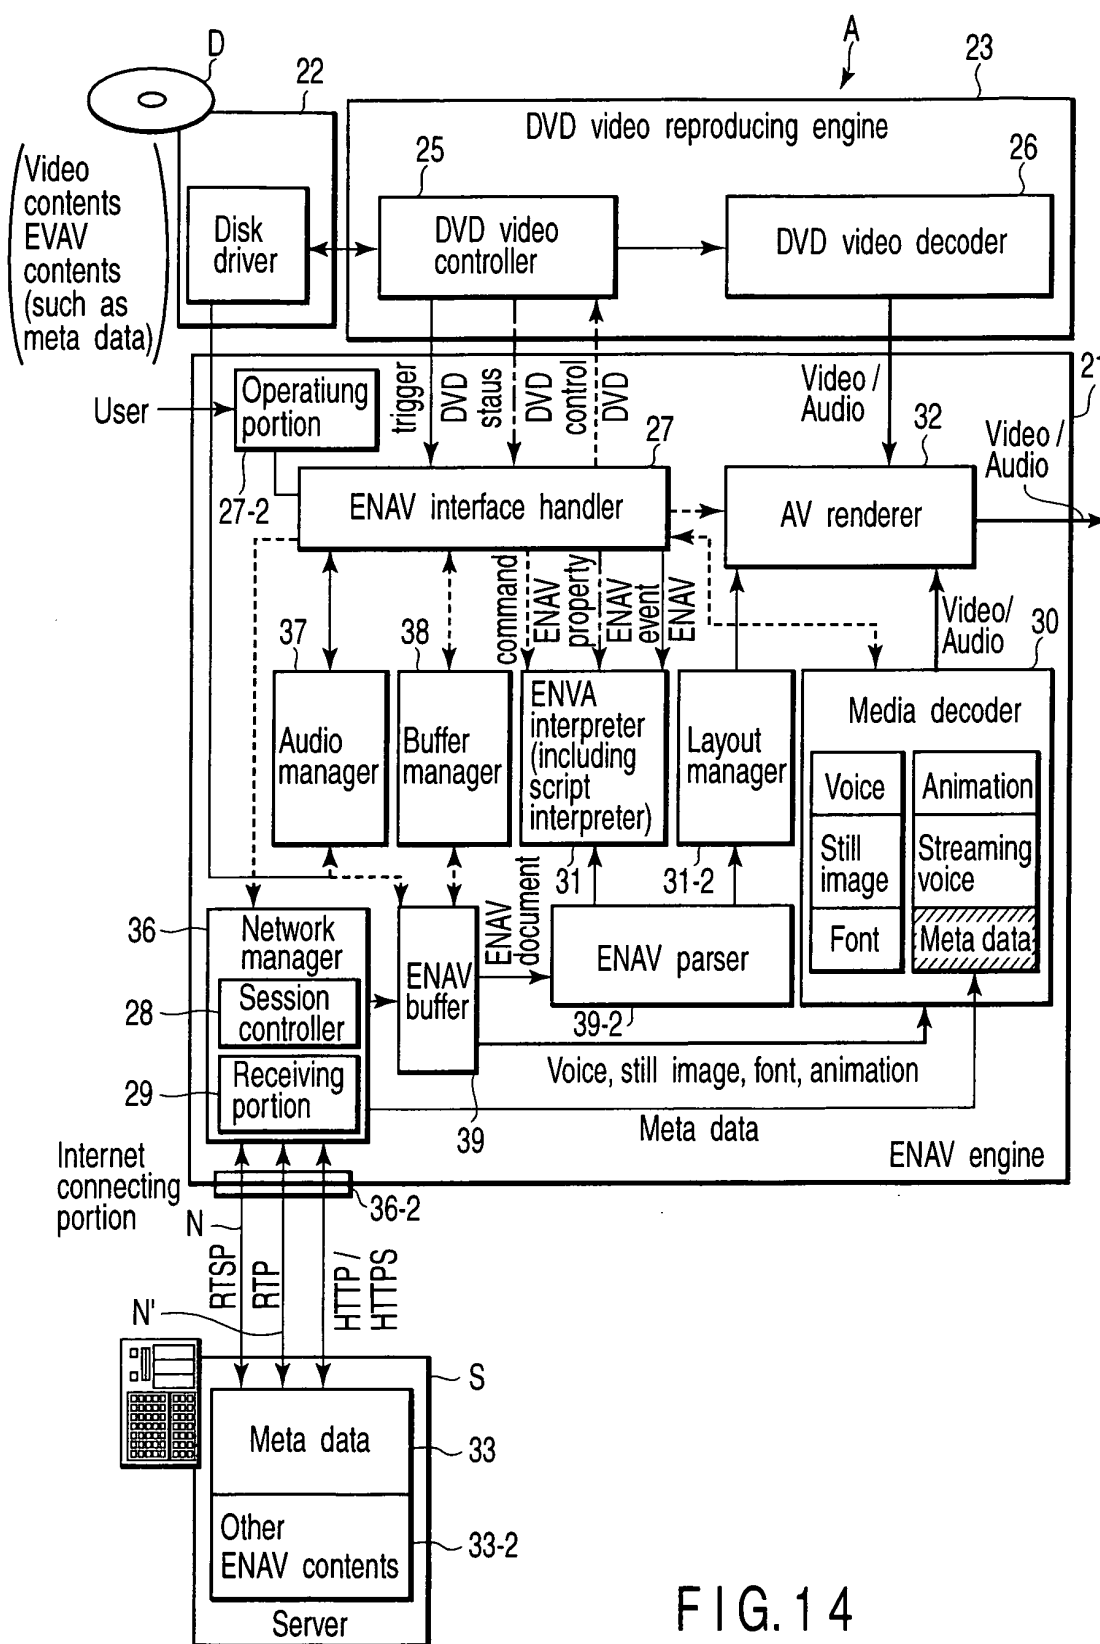 A
D
22
23
DVD video reproducing engine
25
26
Video
contents
EVAV
contents
(such as
meta data)
Disk
driver
DVD video
controller
DVD video decoder
21
User
Operatiung
portion
27-2
trigger
DVD
staus
DVD
control
DVD
Video /
Audio
Video /
Audio
27
32
ENAV interface handler
AV renderer
command
ENAV
property
ENAV
event
ENAV
Video/
Audio
37
38
30
Audio
manager
Buffer
manager
ENVA
interpreter
(including
script
interpreter)
Layout
manager
Media decoder
Voice
Still
image
Font
Animation
Streaming
voice
Meta data
31
31-2
36
Network
manager
28
Session
controller
29
Receiving
portion
ENAV
buffer
39
ENAV
document
ENAV parser
39-2
Voice, still image, font, animation
Meta data
ENAV engine
Internet
connecting
portion
36-2
N
RTSP
RTP
HTTP /
HTTPS
N'
S
Meta data
33
Other
ENAV contents
33-2
Server
FIG.14